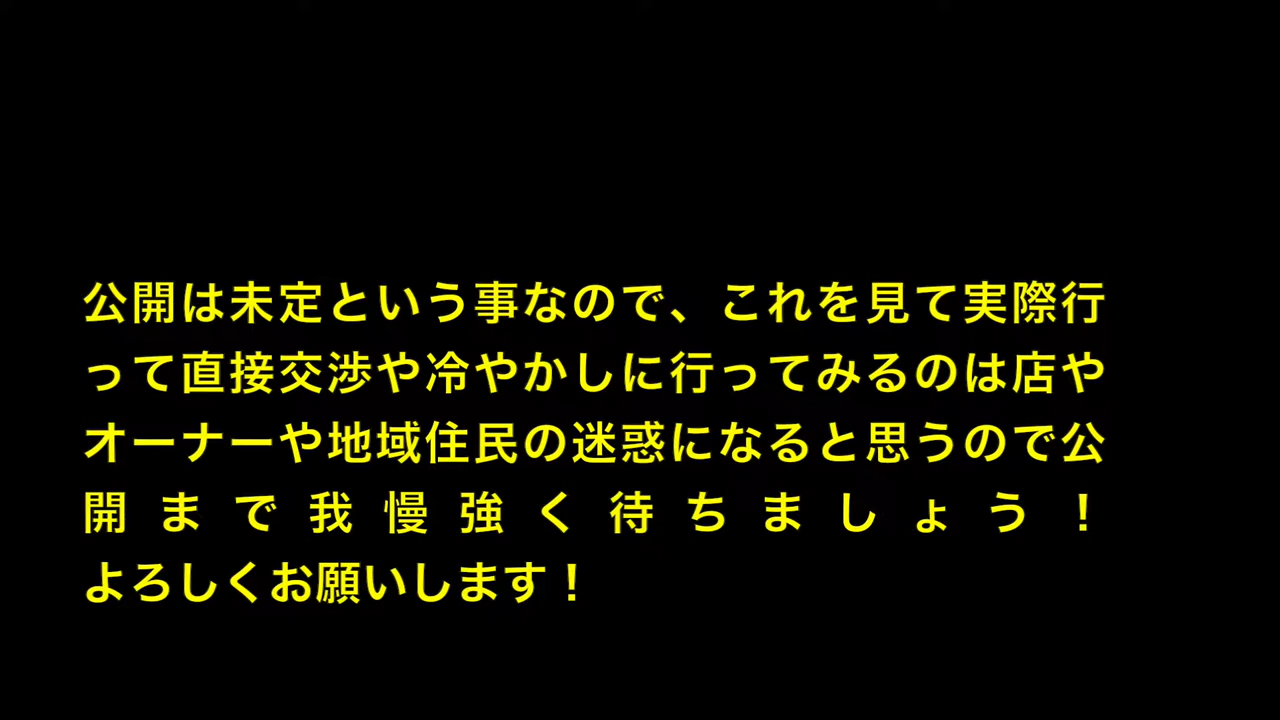 公開は未定という事なので、これを見て実際行
って直接交渉や冷やかしに行ってみるのは店や
オーナーや地域住民の迷惑になると思うので公
開まで我慢強く待ちましょう！
よろしくお願いします！